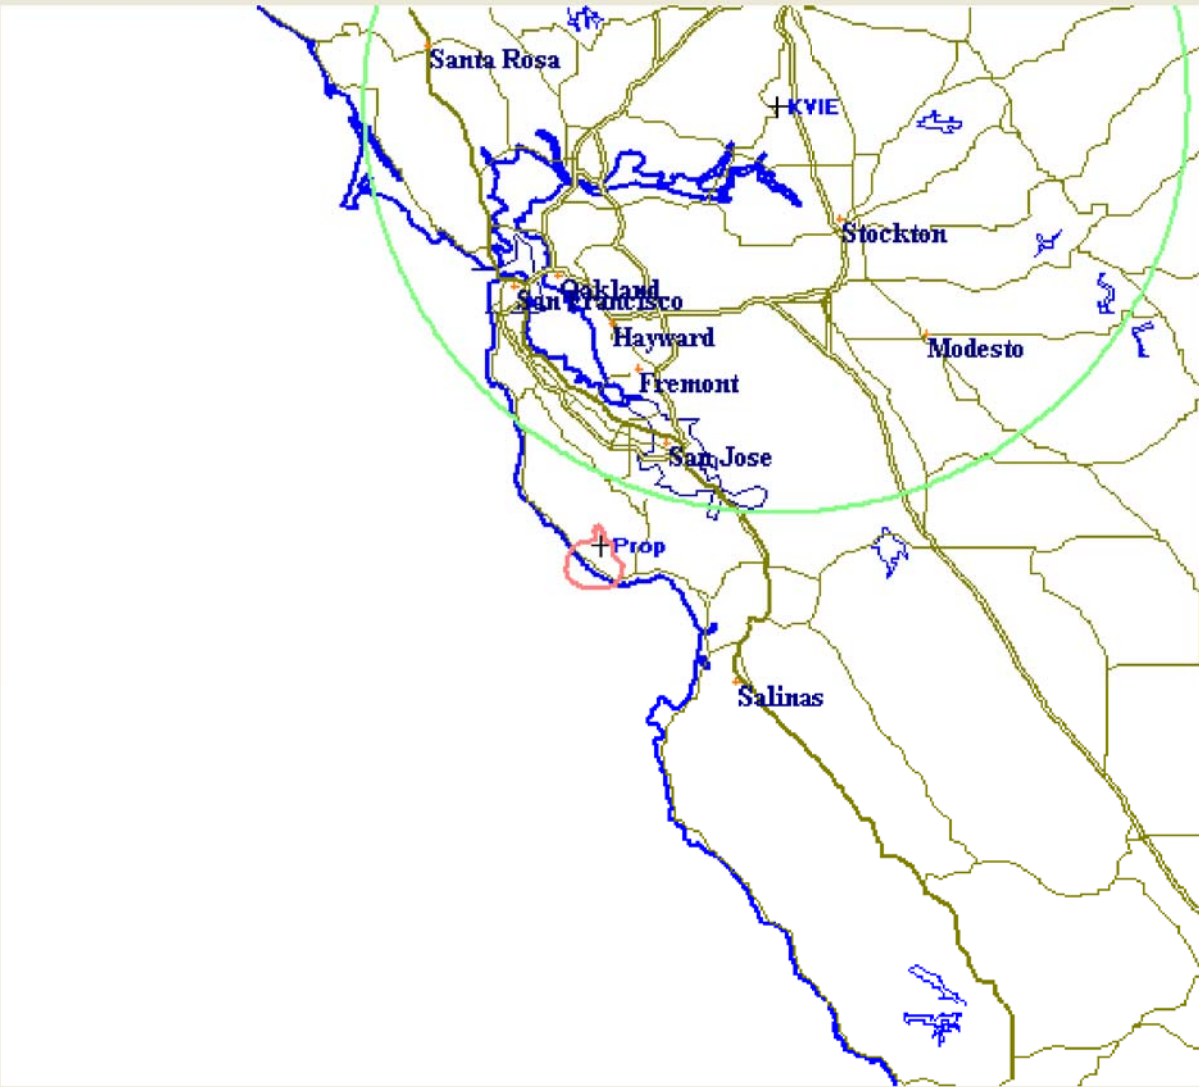 Santa Rosa
KVIE
Stockton
Oakland
San Francisco
Hayward
Modesto
Fremont
San Jose
Prop
Salinas